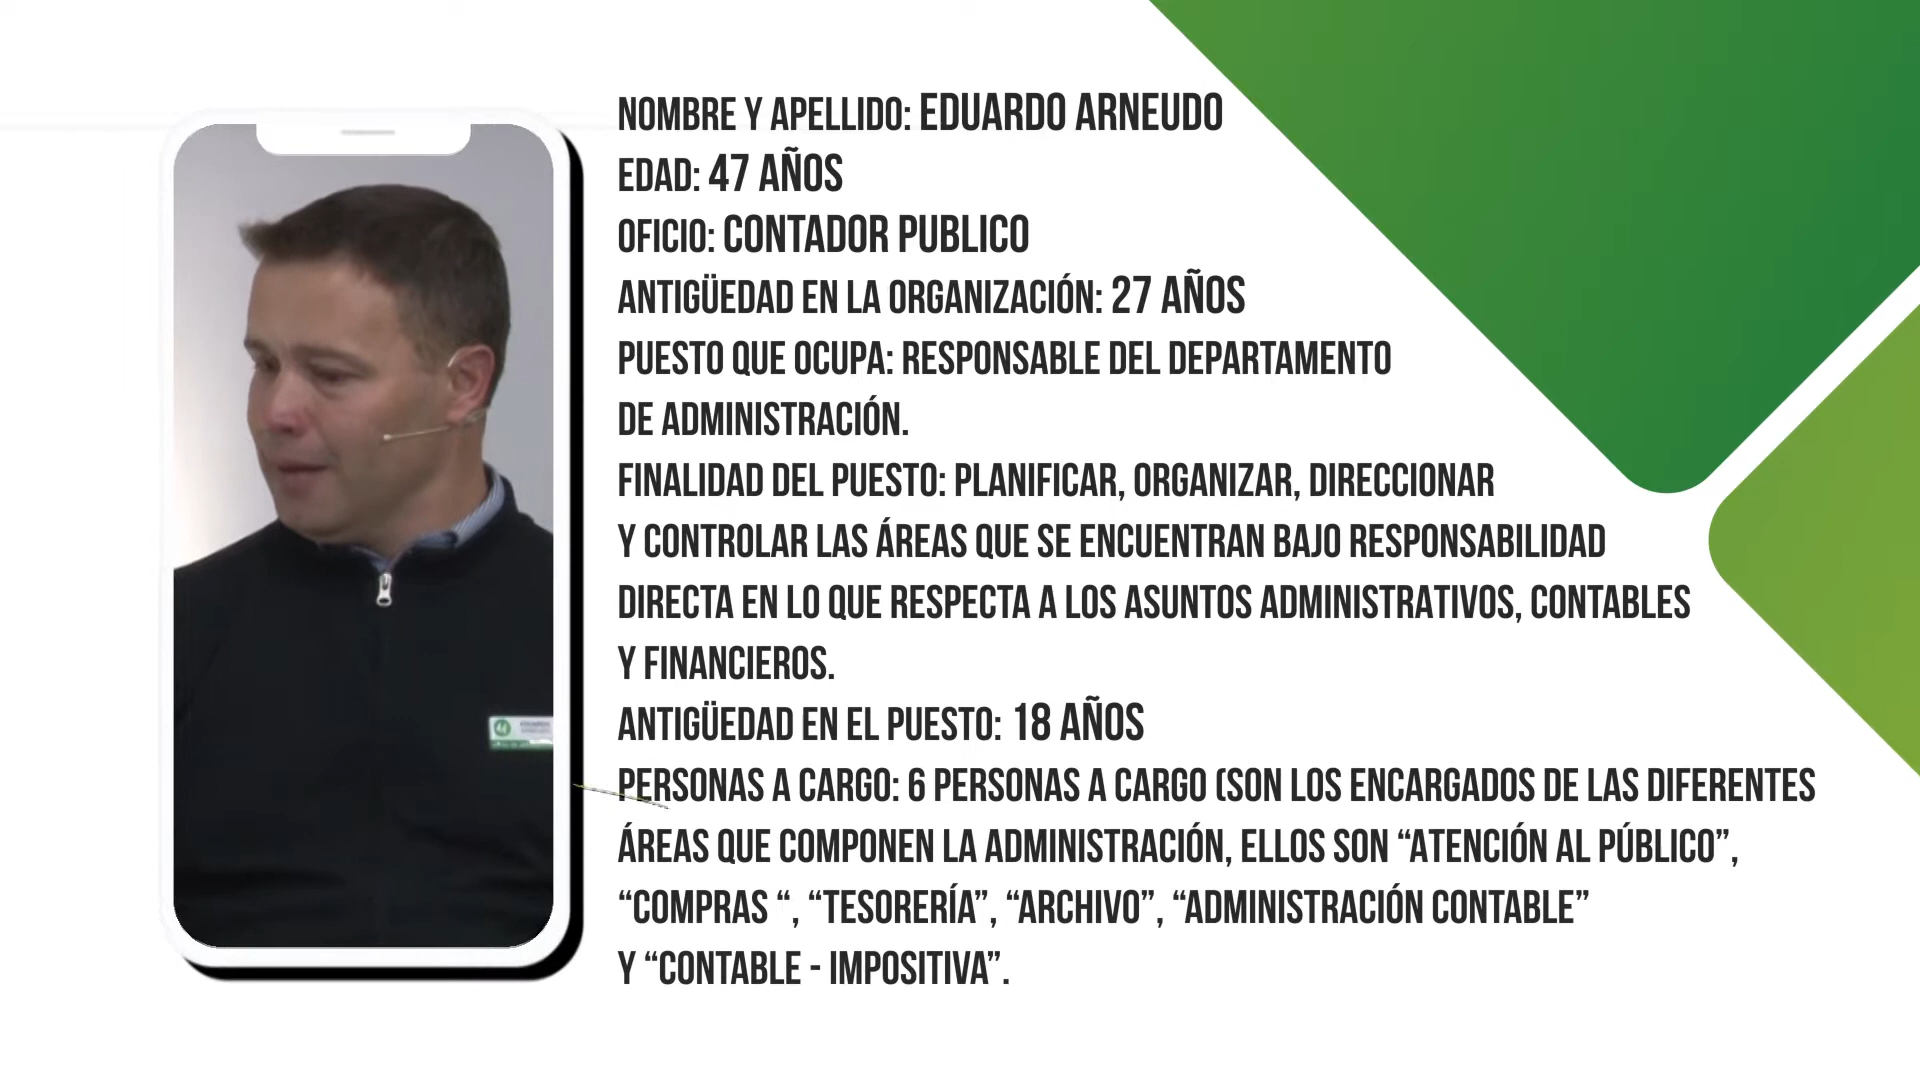 NOMBRE Y APELLIDO: EDUARDO ARNEUDO
EDAD: 47 AÑOS
OFICIO: CONTADOR PUBLICO
ANTIGÜEDAD EN LA ORGANIZACIÓN: 27 AÑOS
PUESTO QUE OCUPA: RESPONSABLE DEL DEPARTAMENTO
DE ADMINISTRACIÓN.
FINALIDAD DEL PUESTO: PLANIFICAR, ORGANIZAR, DIRECCIONAR
Y CONTROLAR LAS ÁREAS QUE SE ENCUENTRAN BAJO RESPONSABILIDAD
DIRECTA EN LO QUE RESPECTA A LOS ASUNTOS ADMINISTRATIVOS, CONTABLES
Y FINANCIEROS.
ANTIGÜEDAD EN EL PUESTO: 18 AÑOS
PERSONAS A CARGO: 6 PERSONAS A CARGO (SON LOS ENCARGADOS DE LAS DIFERENTES
ÁREAS QUE COMPONEN LA ADMINISTRACIÓN, ELLOS SON “ATENCIÓN AL PÚBLICO”,
“COMPRAS “, “TESORERÍA”, “ARCHIVO”, “ADMINISTRACIÓN CONTABLE”
Y “CONTABLE - IMPOSITIVA”.